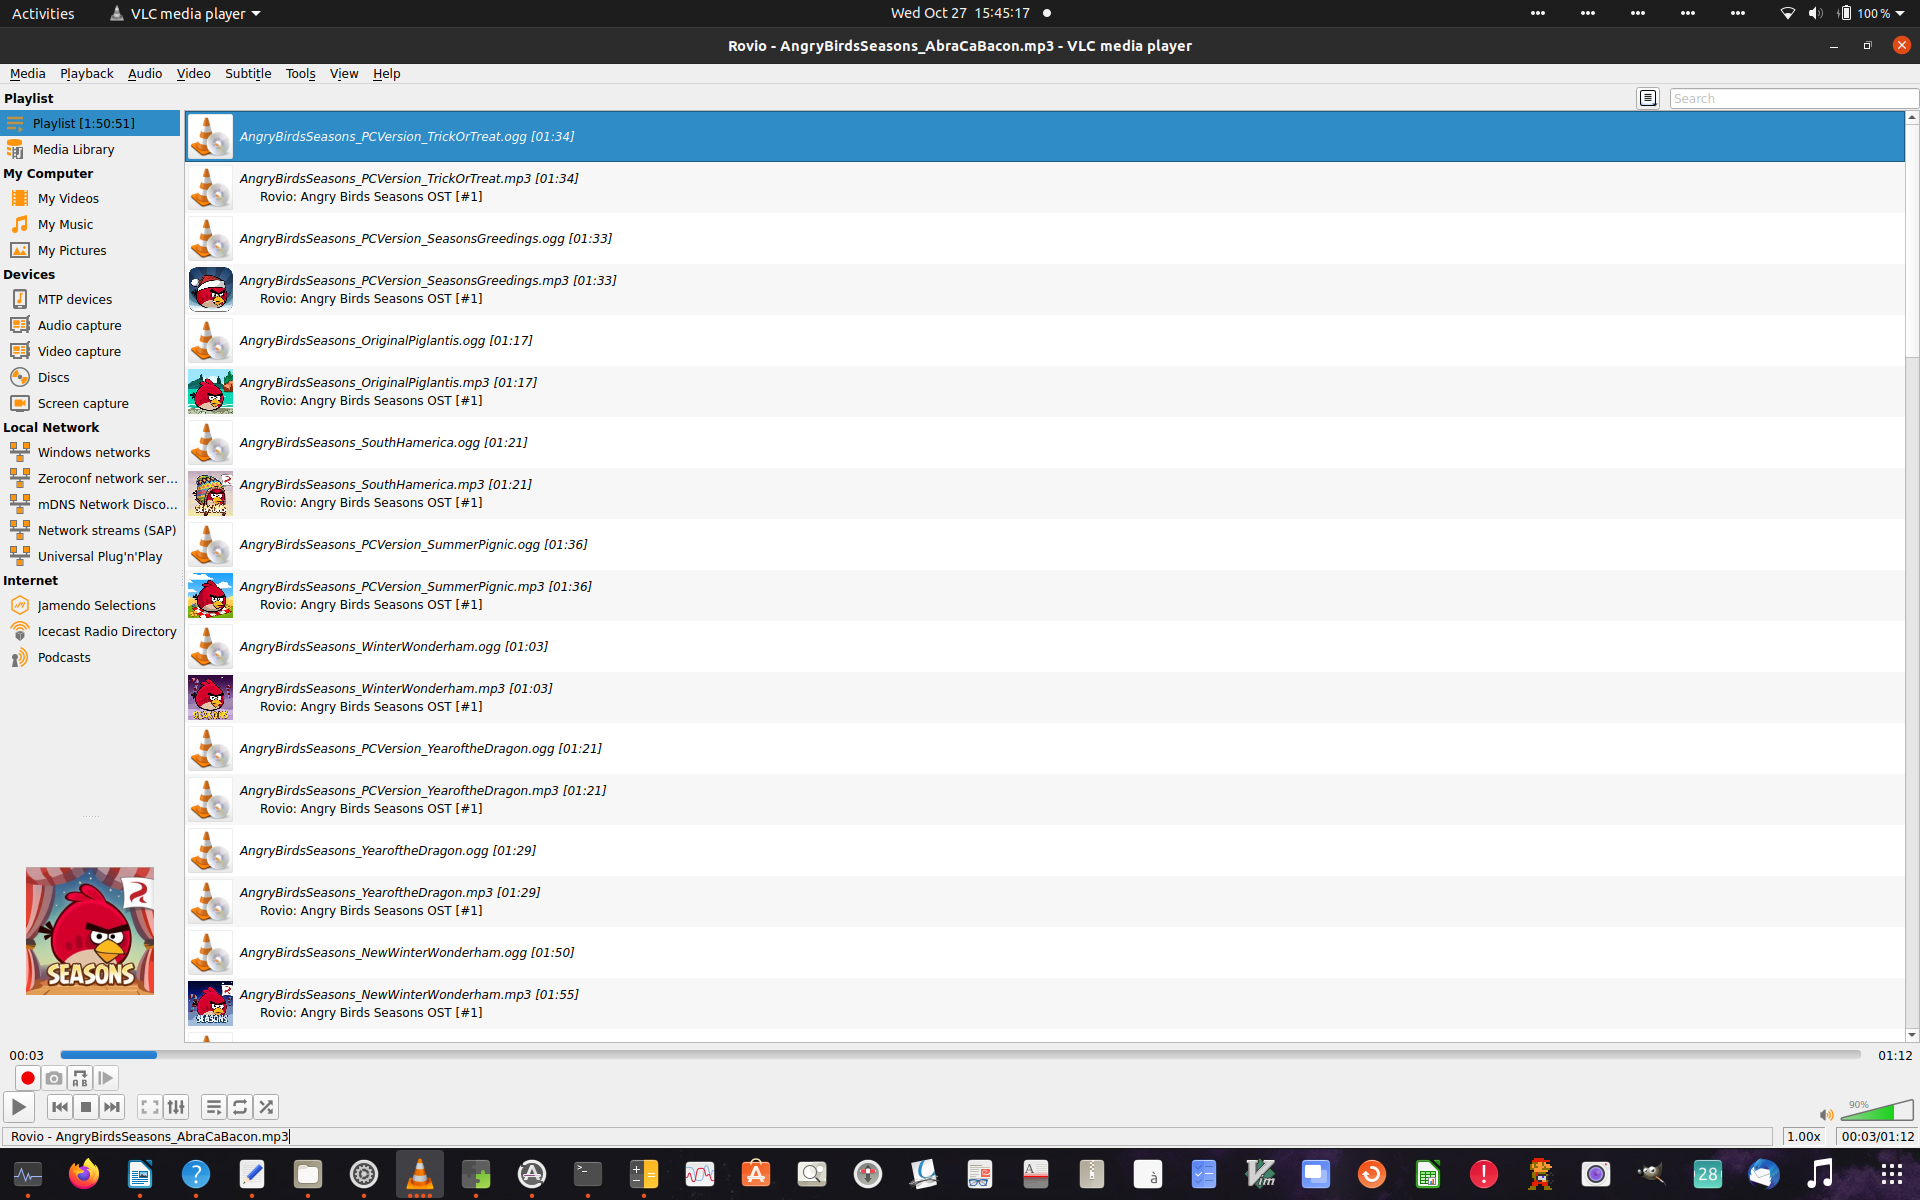 Activities
VLC media player
Wed Oct 27 15:45:17
100 %
Rovio - AngryBirdsSeasons_AbraCaBacon.mp3 - VLC media player
Media Playback Audio Video Subtitle Tools View Help
Playlist
Search
Playlist [1:50:51]
Media Library
My Computer
My Videos
My Music
My Pictures
Devices
MTP devices
Audio capture
Video capture
Discs
Screen capture
Local Network
Windows networks
Zeroconf network ser...
mDNS Network Disco...
Network streams (SAP)
Universal Plug'n'Play
Internet
Jamendo Selections
Icecast Radio Directory
Podcasts
AngryBirdsSeasons_PCVersion_TrickOrTreat.ogg [01:34]
AngryBirdsSeasons_PCVersion_TrickOrTreat.mp3 [01:34]
Rovio: Angry Birds Seasons OST [#1]
AngryBirdsSeasons_PCVersion_SeasonsGreedings.ogg [01:33]
AngryBirdsSeasons_PCVersion_SeasonsGreedings.mp3 [01:33]
Rovio: Angry Birds Seasons OST [#1]
AngryBirdsSeasons_OriginalPiglantis.ogg [01:17]
AngryBirdsSeasons_OriginalPiglantis.mp3 [01:17]
Rovio: Angry Birds Seasons OST [#1]
AngryBirdsSeasons_SouthHamerica.ogg [01:21]
AngryBirdsSeasons_SouthHamerica.mp3 [01:21]
Rovio: Angry Birds Seasons OST [#1]
AngryBirdsSeasons_PCVersion_SummerPignic.ogg [01:36]
AngryBirdsSeasons_PCVersion_SummerPignic.mp3 [01:36]
Rovio: Angry Birds Seasons OST [#1]
AngryBirdsSeasons_WinterWonderham.ogg [01:03]
AngryBirdsSeasons_WinterWonderham.mp3 [01:03]
Rovio: Angry Birds Seasons OST [#1]
AngryBirdsSeasons_PCVersion_YearoftheDragon.ogg [01:21]
AngryBirdsSeasons_PCVersion_YearoftheDragon.mp3 [01:21]
Rovio: Angry Birds Seasons OST [#1]
AngryBirdsSeasons_YearoftheDragon.ogg [01:29]
AngryBirdsSeasons_YearoftheDragon.mp3 [01:29]
Rovio: Angry Birds Seasons OST [#1]
AngryBirdsSeasons_NewWinterWonderham.ogg [01:50]
AngryBirdsSeasons_NewWinterWonderham.mp3 [01:55]
Rovio: Angry Birds Seasons OST [#1]
SEASONS
00:03
01:12
90%
Rovio - AngryBirdsSeasons_AbraCaBacon.mp3
1.00x
00:03/01:12
28